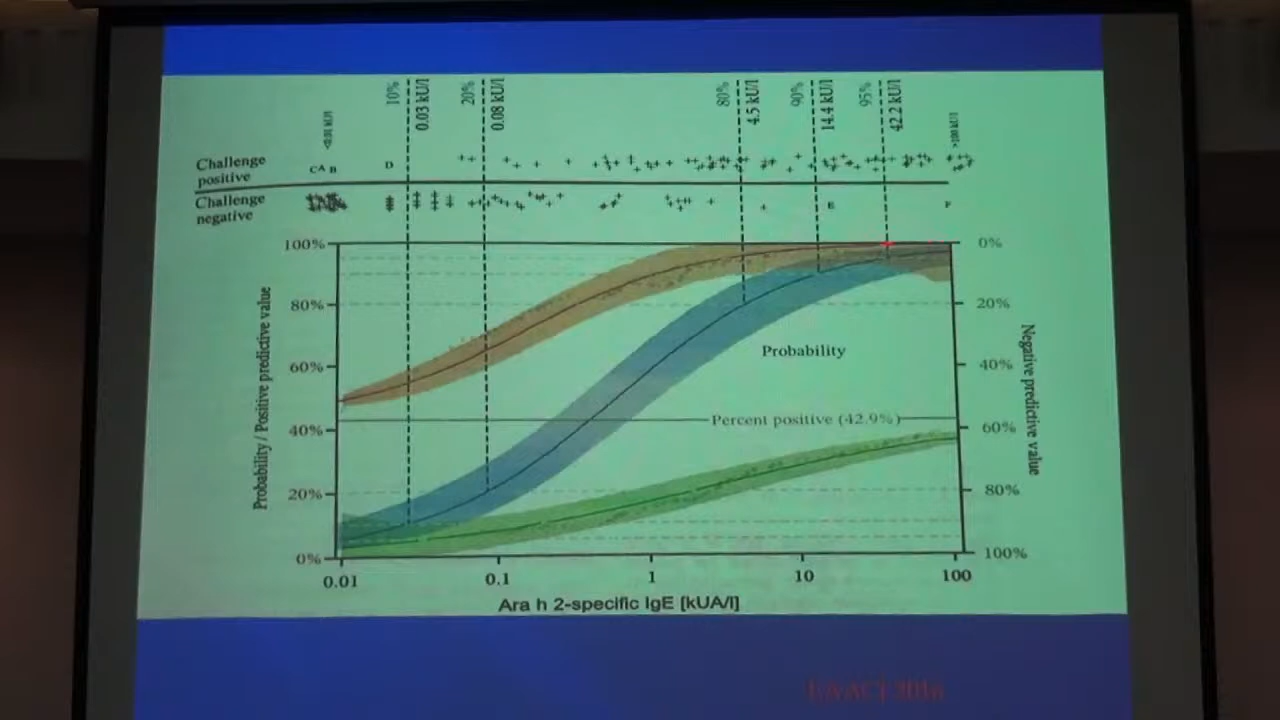 10%
0.03 kU/l
20%
0.08 kU/l
80%
4.5 kU/l
90%
14.4 kU/l
95%
42.2 kU/l
>100 kU/l
Challenge
positive
CA B
D
Challenge
negative
E
F
100%
80%
60%
40%
20%
0%
Probability / Positive predictive value
0%
20%
40%
60%
80%
100%
Negative predictive value
Probability
Percent positive (42.9%)
0.01
0.1
1
10
100
Ara h 2-specific IgE [kUA/l]